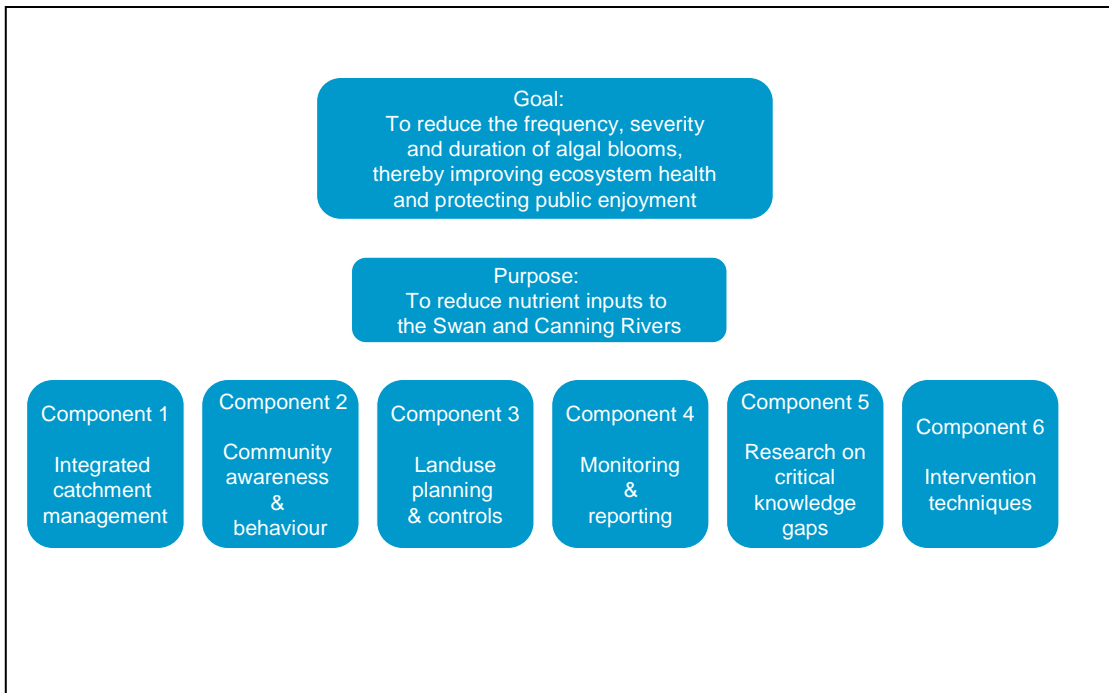 Goal:
To reduce the frequency, severity
and duration of algal blooms,
thereby improving ecosystem health
and protecting public enjoyment
Purpose:
To reduce nutrient inputs to
the Swan and Canning Rivers
Component 1
Integrated
catchment
management
Component 2
Community
awareness
&
behaviour
Component 3
Landuse
planning
& controls
Component 4
Monitoring
&
reporting
Component 5
Research on
critical
knowledge
gaps
Component 6
Intervention
techniques